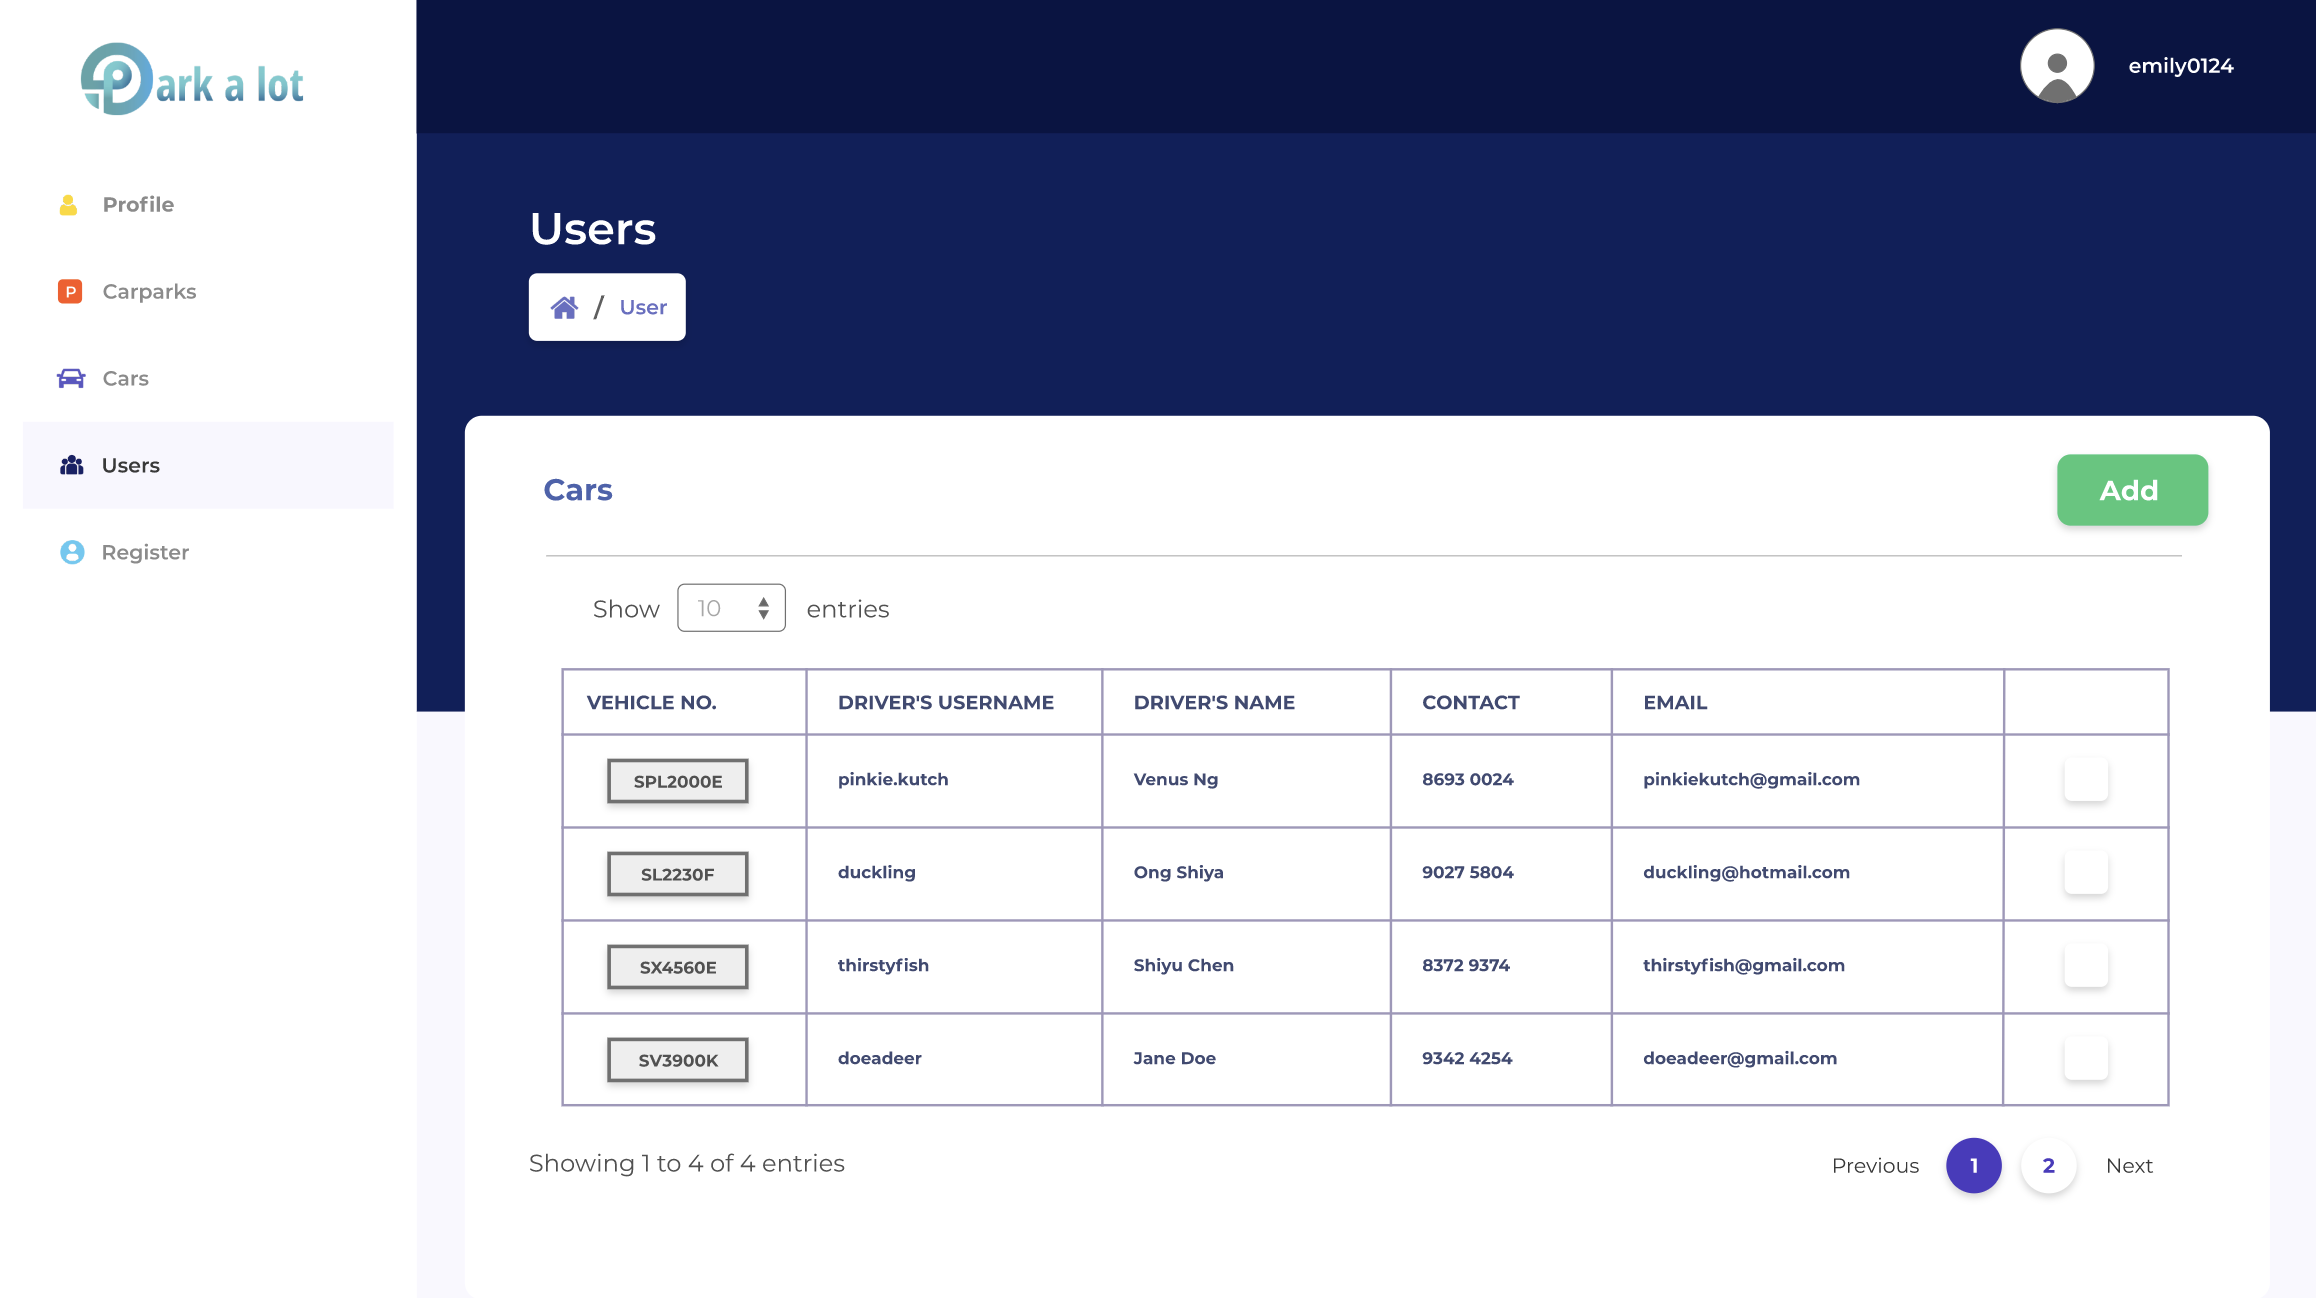 Park a lot
emily0124
Profile
P Carparks
Cars
Users
Register
Users
/ User
Cars
Add
Show 10 entries
VEHICLE NO. DRIVER'S USERNAME DRIVER'S NAME CONTACT EMAIL
SPL2000E pinkie.kutch Venus Ng 8693 0024 pinkiekutch@gmail.com
SL2230F duckling Ong Shiya 9027 5804 duckling@hotmail.com
SX4560E thirstyfish Shiyu Chen 8372 9374 thirstyfish@gmail.com
SV3900K doeadeer Jane Doe 9342 4254 doeadeer@gmail.com
Showing 1 to 4 of 4 entries
Previous 1 2 Next